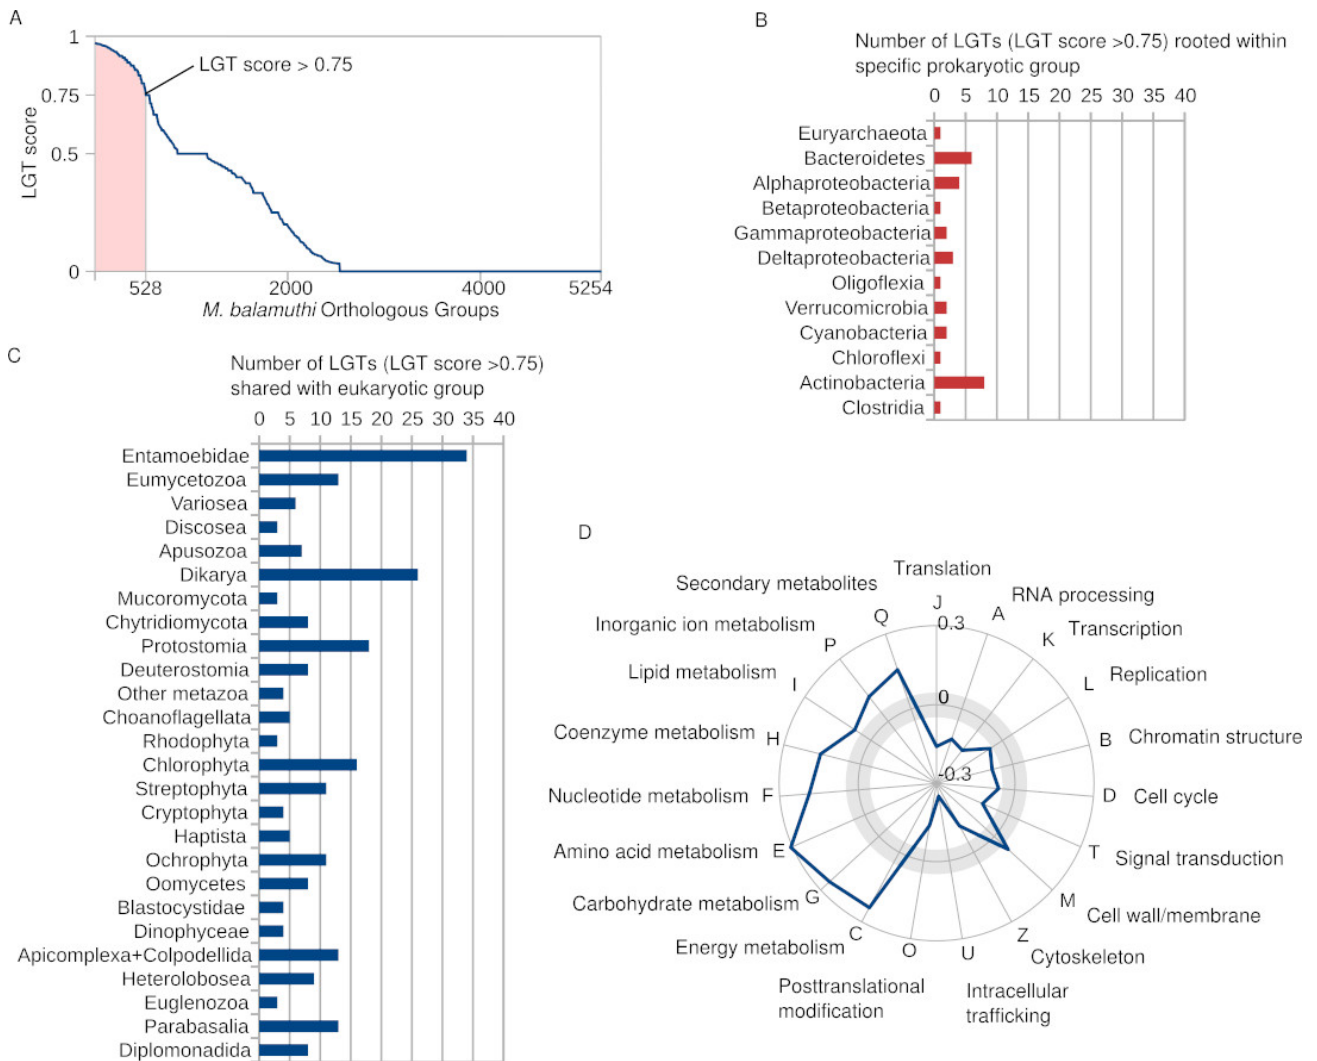 A
1
0.75
0.5
0
LGT score
LGT score > 0.75
528 2000 4000 5254
M. balamuthi Orthologous Groups
B
Number of LGTs (LGT score >0.75) rooted within
specific prokaryotic group
0 5 10 15 20 25 30 35 40
Euryarchaeota
Bacteroidetes
Alphaproteobacteria
Betaproteobacteria
Gammaproteobacteria
Deltaproteobacteria
Oligoflexia
Verrucomicrobia
Cyanobacteria
Chloroflexi
Actinobacteria
Clostridia
C
Number of LGTs (LGT score >0.75)
shared with eukaryotic group
0 5 10 15 20 25 30 35 40
Entamoebidae
Eumycetozoa
Variosea
Discosea
Apusozoa
Dikarya
Mucoromycota
Chytridiomycota
Protostomia
Deuterostomia
Other metazoa
Choanoflagellata
Rhodophyta
Chlorophyta
Streptophyta
Cryptophyta
Haptista
Ochrophyta
Oomycetes
Blastocystidae
Dinophyceae
Apicomplexa+Colpodellida
Heterolobosea
Euglenozoa
Parabasalia
Diplomonadida
D
Translation
J
0.3
0
-0.3
A RNA processing
K Transcription
L Replication
B Chromatin structure
D Cell cycle
T Signal transduction
M Cell wall/membrane
Z Cytoskeleton
U Intracellular
trafficking
O Posttranslational
modification
Energy metabolism C
Carbohydrate metabolism G
Amino acid metabolism E
Nucleotide metabolism F
Coenzyme metabolism H
Lipid metabolism I
Inorganic ion metabolism P
Secondary metabolites Q